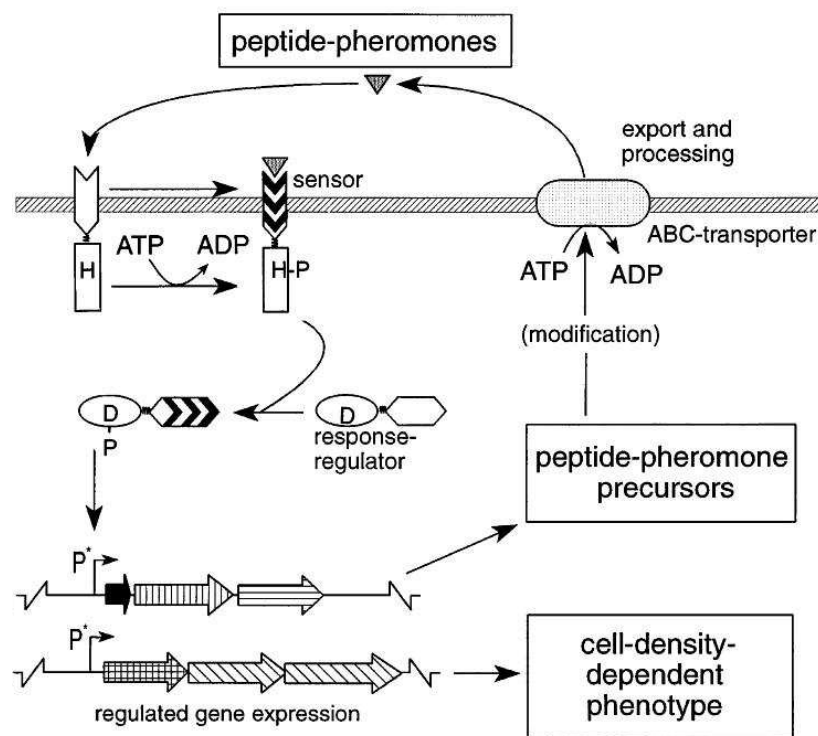 peptide-pheromones
export and
processing
sensor
ABC-transporter
ATP
ADP
H
H-P
ATP
ADP
(modification)
D
P
D
response-
regulator
peptide-pheromone
precursors
P*
P*
cell-density-
dependent
phenotype
regulated gene expression